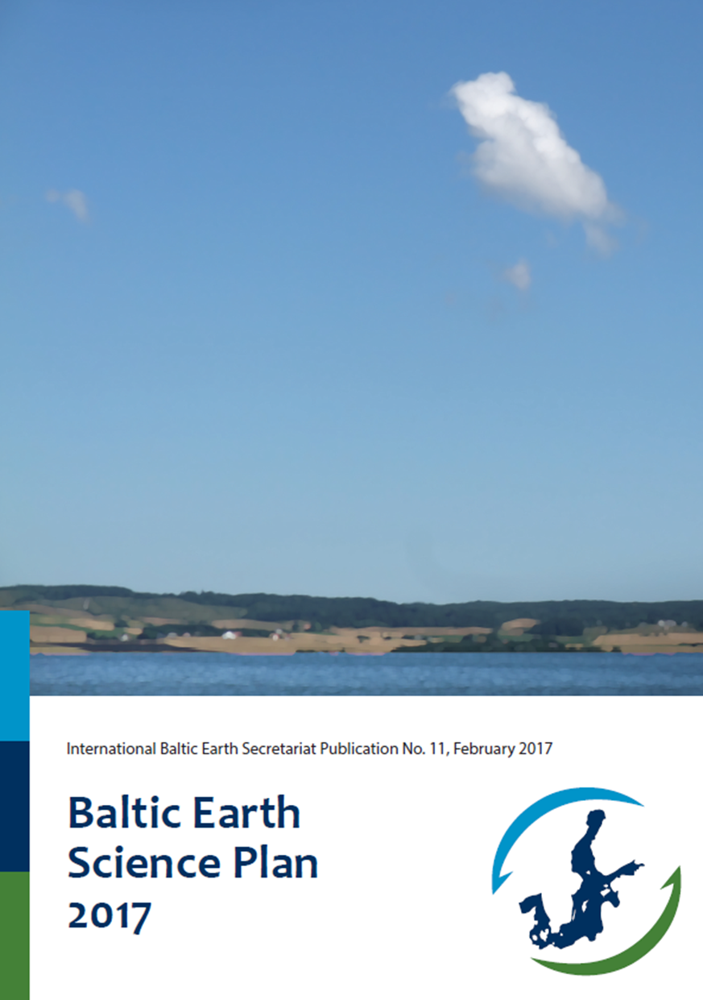 International Baltic Earth Secretariat Publication No. 11, February 2017
Baltic Earth
Science Plan
2017